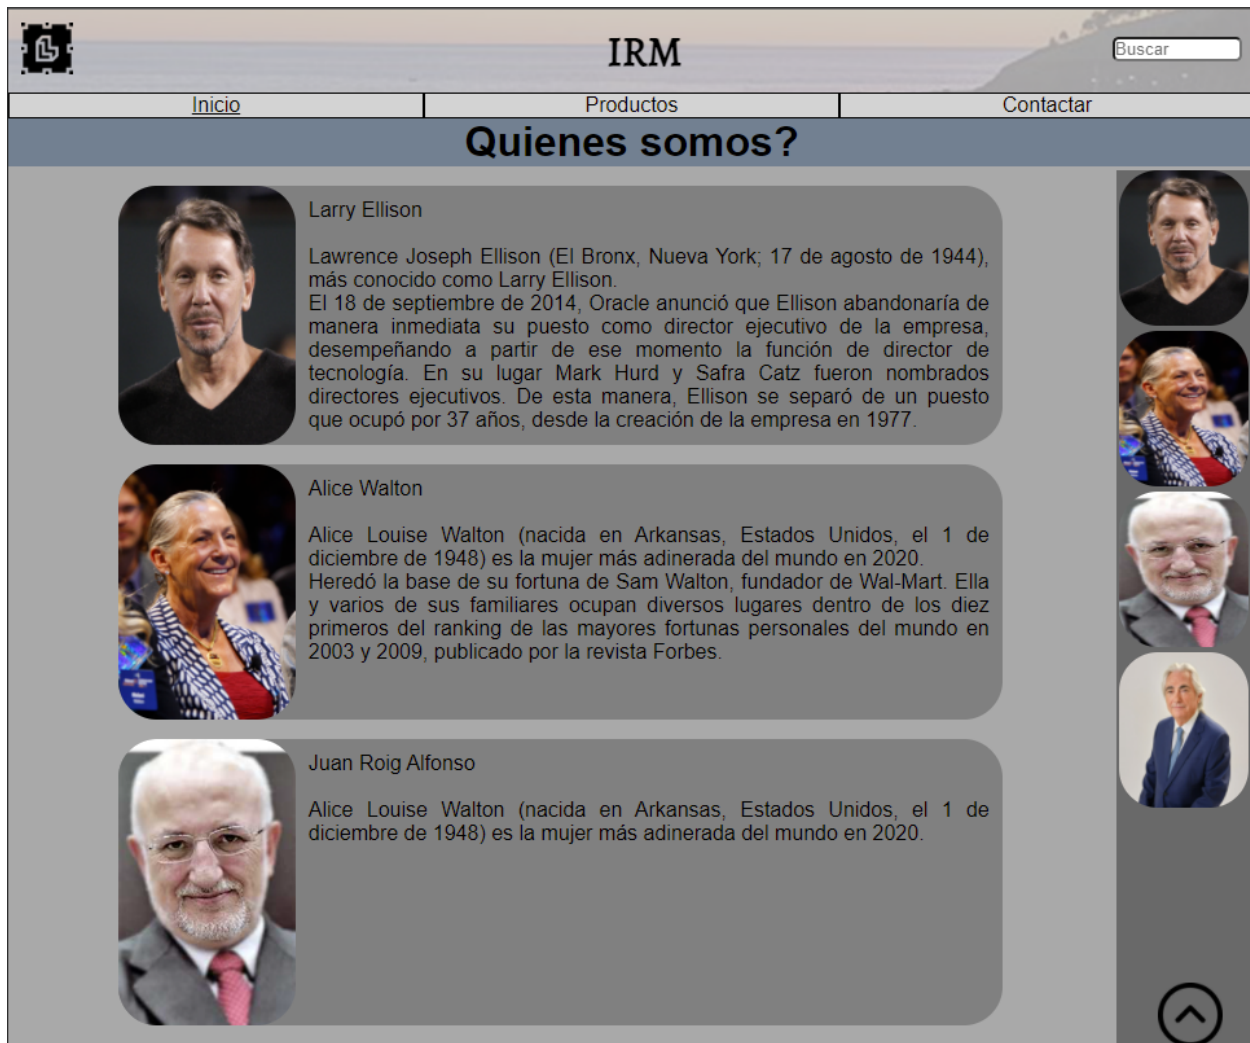 IRM
Buscar
Inicio
Productos
Contactar
Quienes somos?
Larry Ellison
Lawrence Joseph Ellison (El Bronx, Nueva York; 17 de agosto de 1944),
más conocido como Larry Ellison.
El 18 de septiembre de 2014, Oracle anunció que Ellison abandonaría de
manera inmediata su puesto como director ejecutivo de la empresa,
desempeñando a partir de ese momento la función de director de
tecnología. En su lugar Mark Hurd y Safra Catz fueron nombrados
directores ejecutivos. De esta manera, Ellison se separó de un puesto
que ocupó por 37 años, desde la creación de la empresa en 1977.
Alice Walton
Alice Louise Walton (nacida en Arkansas, Estados Unidos, el 1 de
diciembre de 1948) es la mujer más adinerada del mundo en 2020.
Heredó la base de su fortuna de Sam Walton, fundador de Wal-Mart. Ella
y varios de sus familiares ocupan diversos lugares dentro de los diez
primeros del ranking de las mayores fortunas personales del mundo en
2003 y 2009, publicado por la revista Forbes.
Juan Roig Alfonso
Alice Louise Walton (nacida en Arkansas, Estados Unidos, el 1 de
diciembre de 1948) es la mujer más adinerada del mundo en 2020.